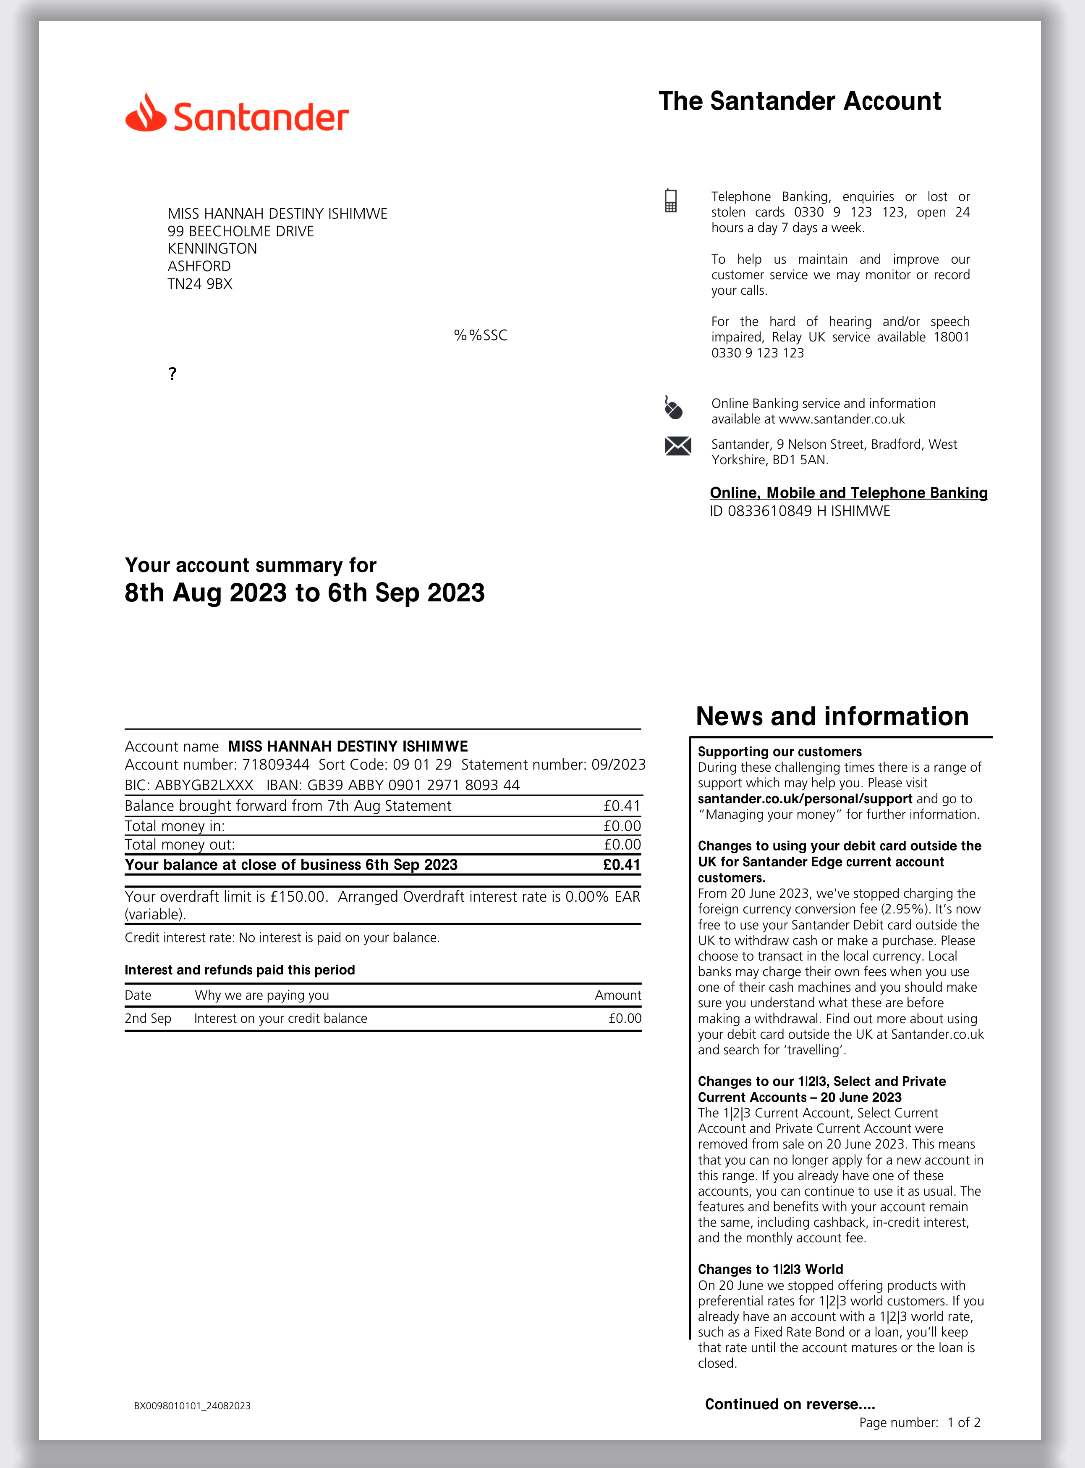 Santander
The Santander Account
MISS HANNAH DESTINY ISHIMWE
99 BEECHOLME DRIVE
KENNINGTON
ASHFORD
TN24 9BX
%%SSC
?
Telephone Banking, enquiries or lost or
stolen cards 0330 9 123 123, open 24
hours a day 7 days a week.
To help us maintain and improve our
customer service we may monitor or record
your calls.
For the hard of hearing and/or speech
impaired, Relay UK service available 18001
0330 9 123 123
Online Banking service and information
available at www.santander.co.uk
Santander, 9 Nelson Street, Bradford, West
Yorkshire, BD1 5AN.
Online, Mobile and Telephone Banking
ID 0833610849 H ISHIMWE
Your account summary for
8th Aug 2023 to 6th Sep 2023
Account name MISS HANNAH DESTINY ISHIMWE
Account number: 71809344 Sort Code: 09 01 29 Statement number: 09/2023
BIC: ABBYGB2LXXX IBAN: GB39 ABBY 0901 2971 8093 44
Balance brought forward from 7th Aug Statement £0.41
Total money in: £0.00
Total money out: £0.00
Your balance at close of business 6th Sep 2023 £0.41
Your overdraft limit is £150.00. Arranged Overdraft interest rate is 0.00% EAR
(variable).
Credit interest rate: No interest is paid on your balance.
Interest and refunds paid this period
Date Why we are paying you Amount
2nd Sep Interest on your credit balance £0.00
News and information
Supporting our customers
During these challenging times there is a range of
support which may help you. Please visit
santander.co.uk/personal/support and go to
“Managing your money” for further information.
Changes to using your debit card outside the
UK for Santander Edge current account
customers.
From 20 June 2023, we've stopped charging the
foreign currency conversion fee (2.95%). It’s now
free to use your Santander Debit card outside the
UK to withdraw cash or make a purchase. Please
choose to transact in the local currency. Local
banks may charge their own fees when you use
one of their cash machines and you should make
sure you understand what these are before
making a withdrawal. Find out more about using
your debit card outside the UK at Santander.co.uk
and search for ‘travelling’.
Changes to our 1|2|3, Select and Private
Current Accounts – 20 June 2023
The 1|2|3 Current Account, Select Current
Account and Private Current Account were
removed from sale on 20 June 2023. This means
that you can no longer apply for a new account in
this range. If you already have one of these
accounts, you can continue to use it as usual. The
features and benefits with your account remain
the same, including cashback, in-credit interest,
and the monthly account fee.
Changes to 1|2|3 World
On 20 June we stopped offering products with
preferential rates for 1|2|3 world customers. If you
already have an account with a 1|2|3 world rate,
such as a Fixed Rate Bond or a loan, you’ll keep
that rate until the account matures or the loan is
closed.
BX0098010101_24082023
Continued on reverse....
Page number: 1 of 2